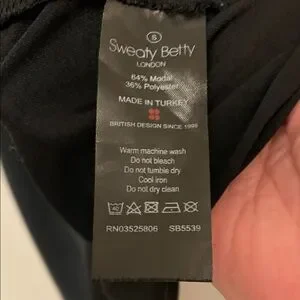 S
Sweaty Betty
LONDON
64% Modal
36% Polyester
MADE IN TURKEY
BRITISH DESIGN SINCE 1998
Warm machine wash
Do not bleach
Do not tumble dry
Cool iron
Do not dry clean
40
RN03525806 SB5539